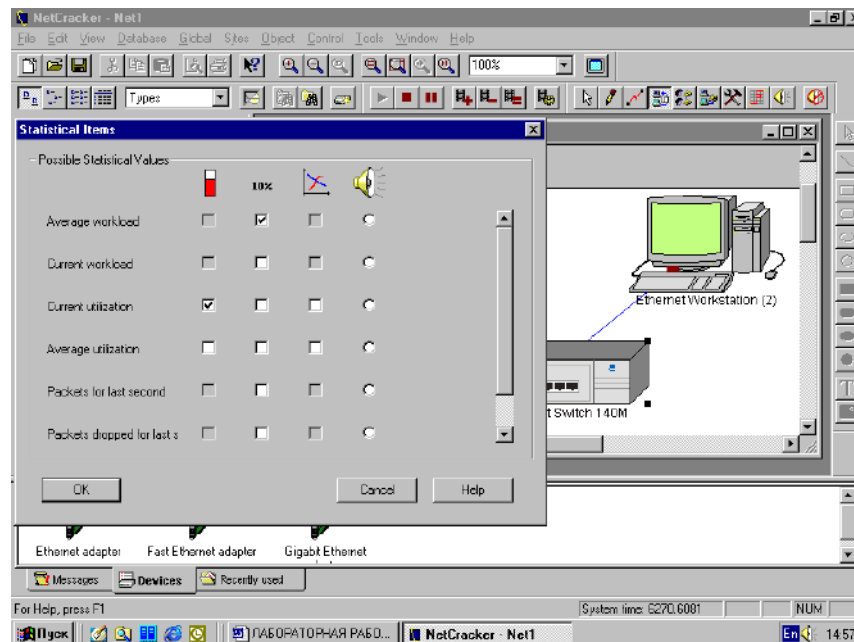 NetCracker - Net1
File Edit View Database Global Sites Object Control Tools Window Help
100%
Types
Statistical Items
Possible Statistical Values
10%
Average workload
Current workload
Current utilization
Average utilization
Packets for last second
Packets dropped for last s
OK Cancel Help
Ethernet Workstation (2)
t Switch 140M
Ethernet adapter Fast Ethernet adapter Gigabit Ethernet
Messages Devices Recently used
For Help, press F1 System time: 6270.6081 NUM
Пуск ЛАБОРАТОРНАЯ РАБО... NetCracker - Net1 En 14:57